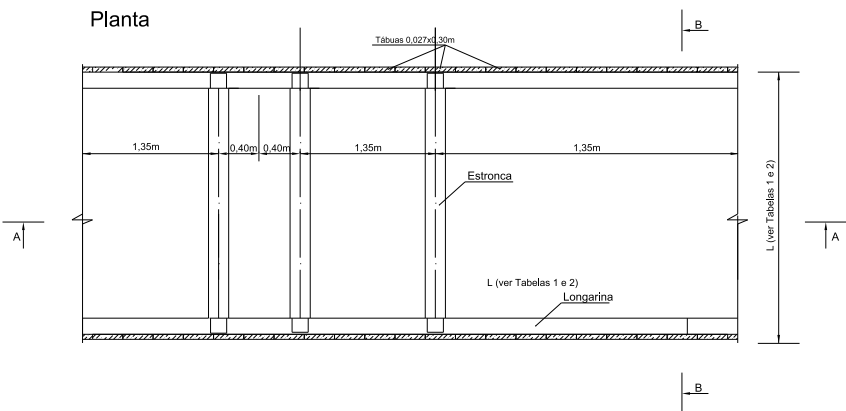 Planta
B
Tábuas 0,027x0,30m
1,35m
0,40m
0,40m
1,35m
1,35m
Estronca
L (ver Tabelas 1 e 2)
A
A
L (ver Tabelas 1 e 2)
Longarina
B